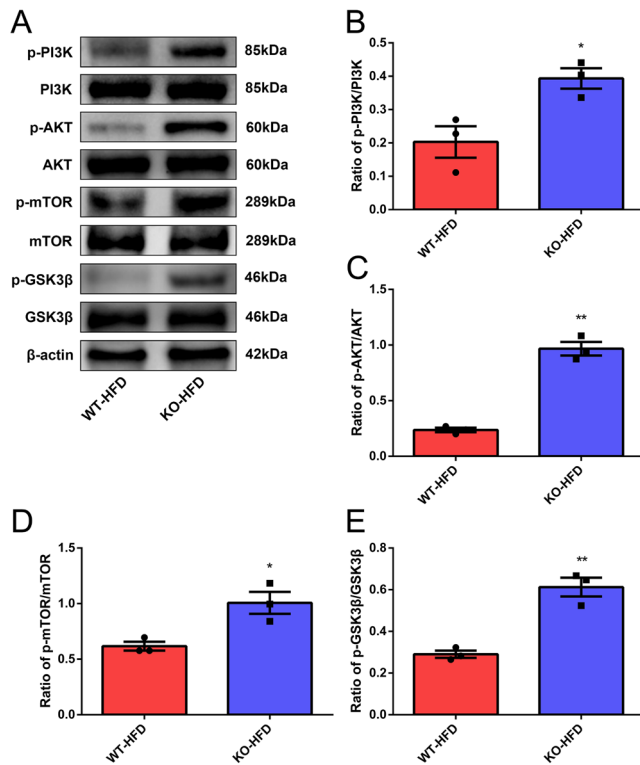 A
p-PI3K 85kDa
PI3K 85kDa
p-AKT 60kDa
AKT 60kDa
p-mTOR 289kDa
mTOR 289kDa
p-GSK3β 46kDa
GSK3β 46kDa
β-actin 42kDa
WT-HFD KO-HFD
B
Ratio of p-PI3K/PI3K
0.5
0.4
0.3
0.2
0.1
0.0
*
WT-HFD KO-HFD
C
Ratio of p-AKT/AKT
1.5
1.0
0.5
0.0
**
WT-HFD KO-HFD
D
Ratio of p-mTOR/mTOR
1.5
1.0
0.5
0.0
*
WT-HFD KO-HFD
E
Ratio of p-GSK3β/GSK3β
0.8
0.6
0.4
0.2
0.0
**
WT-HFD KO-HFD